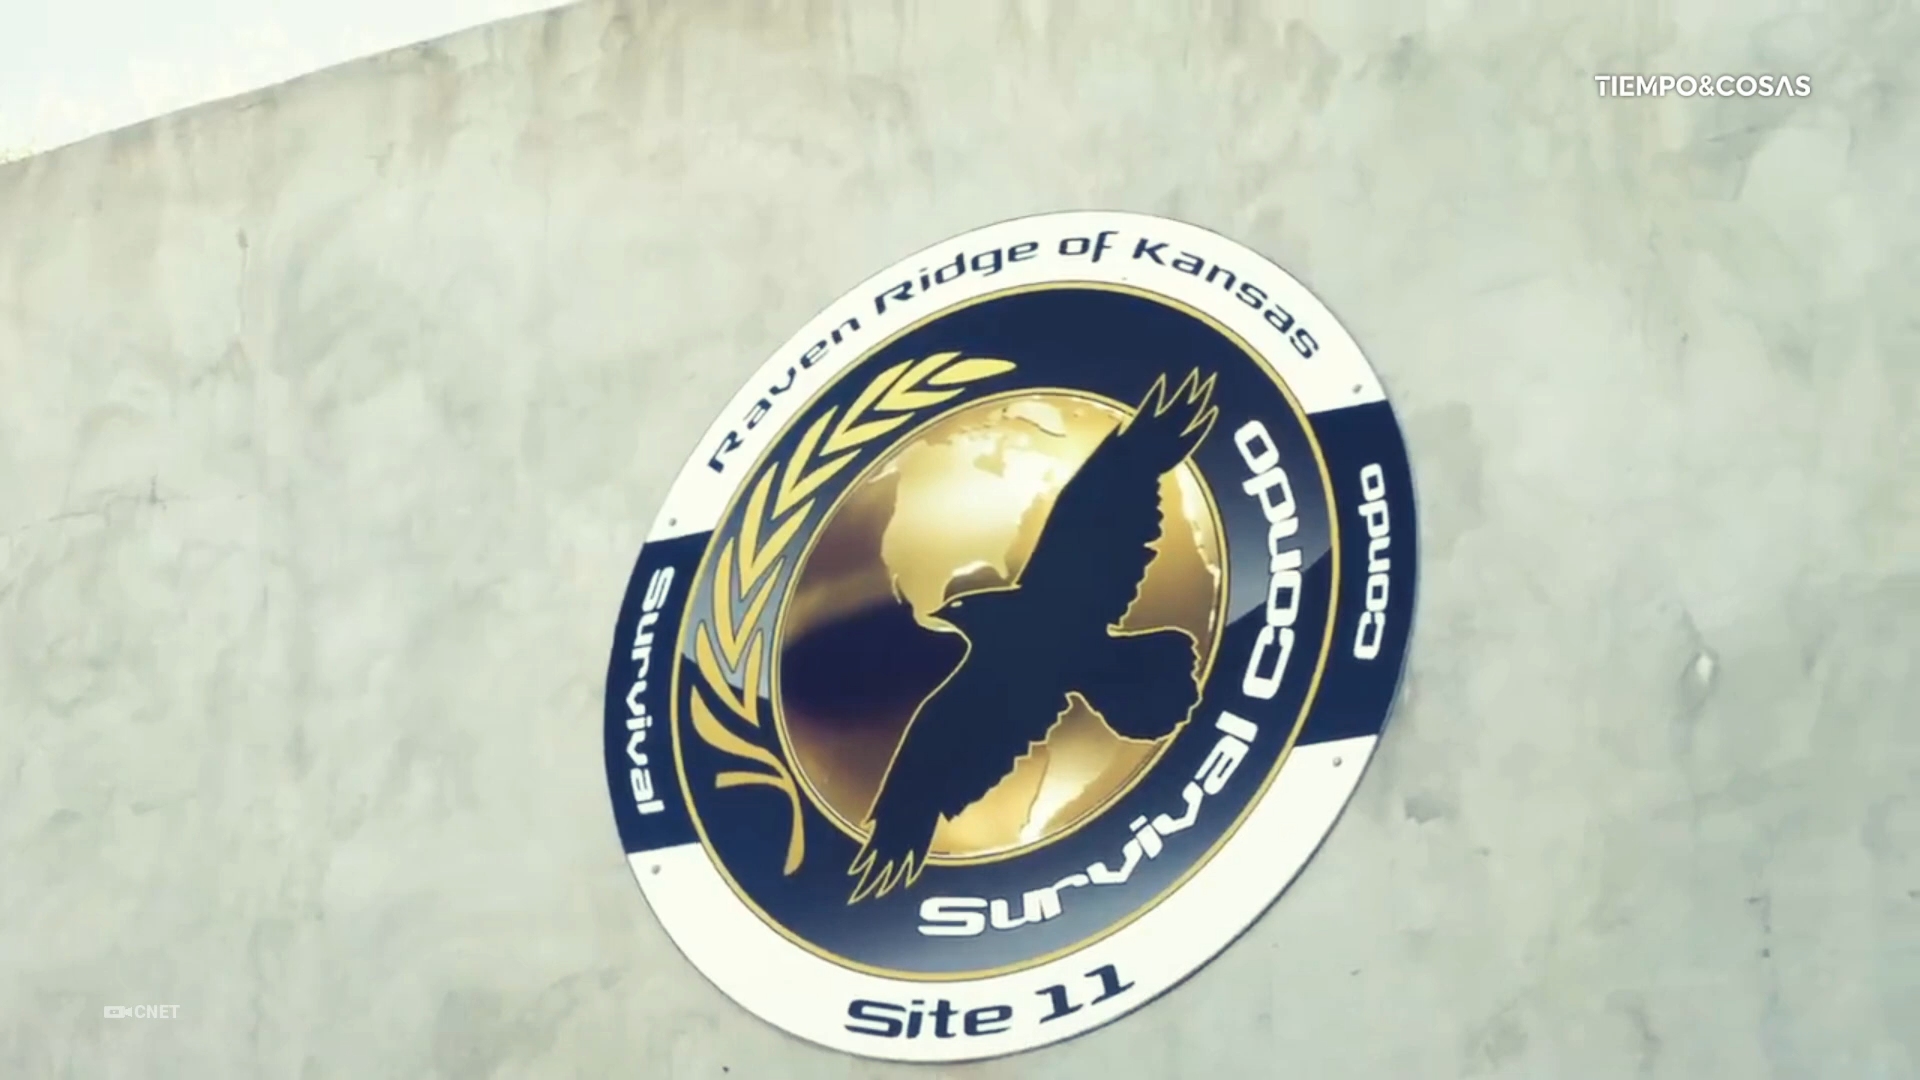 TIEMPO&COSAS
Raven Ridge of Kansas
Survival
Condo
Survival Condo
Site 11
CNET